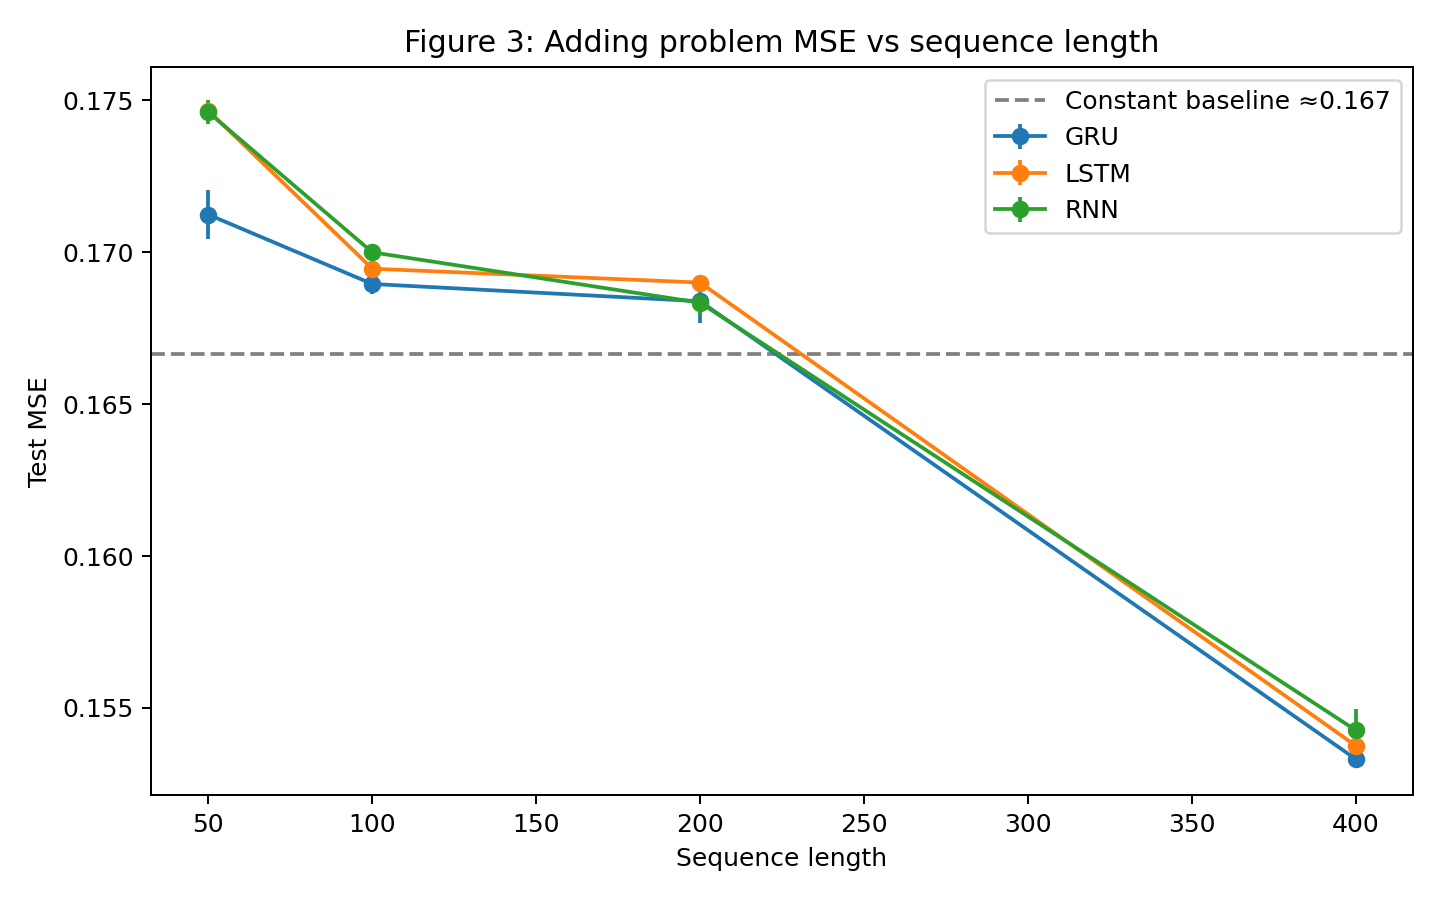 Figure 3: Adding problem MSE vs sequence length
Constant baseline ≈0.167
GRU
LSTM
RNN
0.175
0.170
0.165
0.160
0.155
Test MSE
50
100
150
200
250
300
350
400
Sequence length